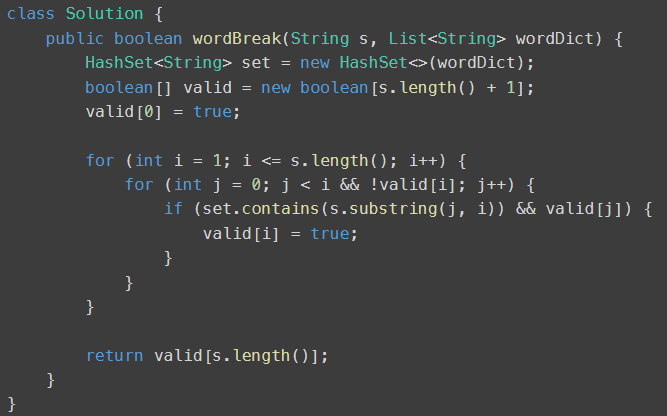 class Solution {
    public boolean wordBreak(String s, List<String> wordDict) {
        HashSet<String> set = new HashSet<>(wordDict);
        boolean[] valid = new boolean[s.length() + 1];
        valid[0] = true;

        for (int i = 1; i <= s.length(); i++) {
            for (int j = 0; j < i && !valid[i]; j++) {
                if (set.contains(s.substring(j, i)) && valid[j]) {
                    valid[i] = true;
                }
            }
        }

        return valid[s.length()];
    }
}